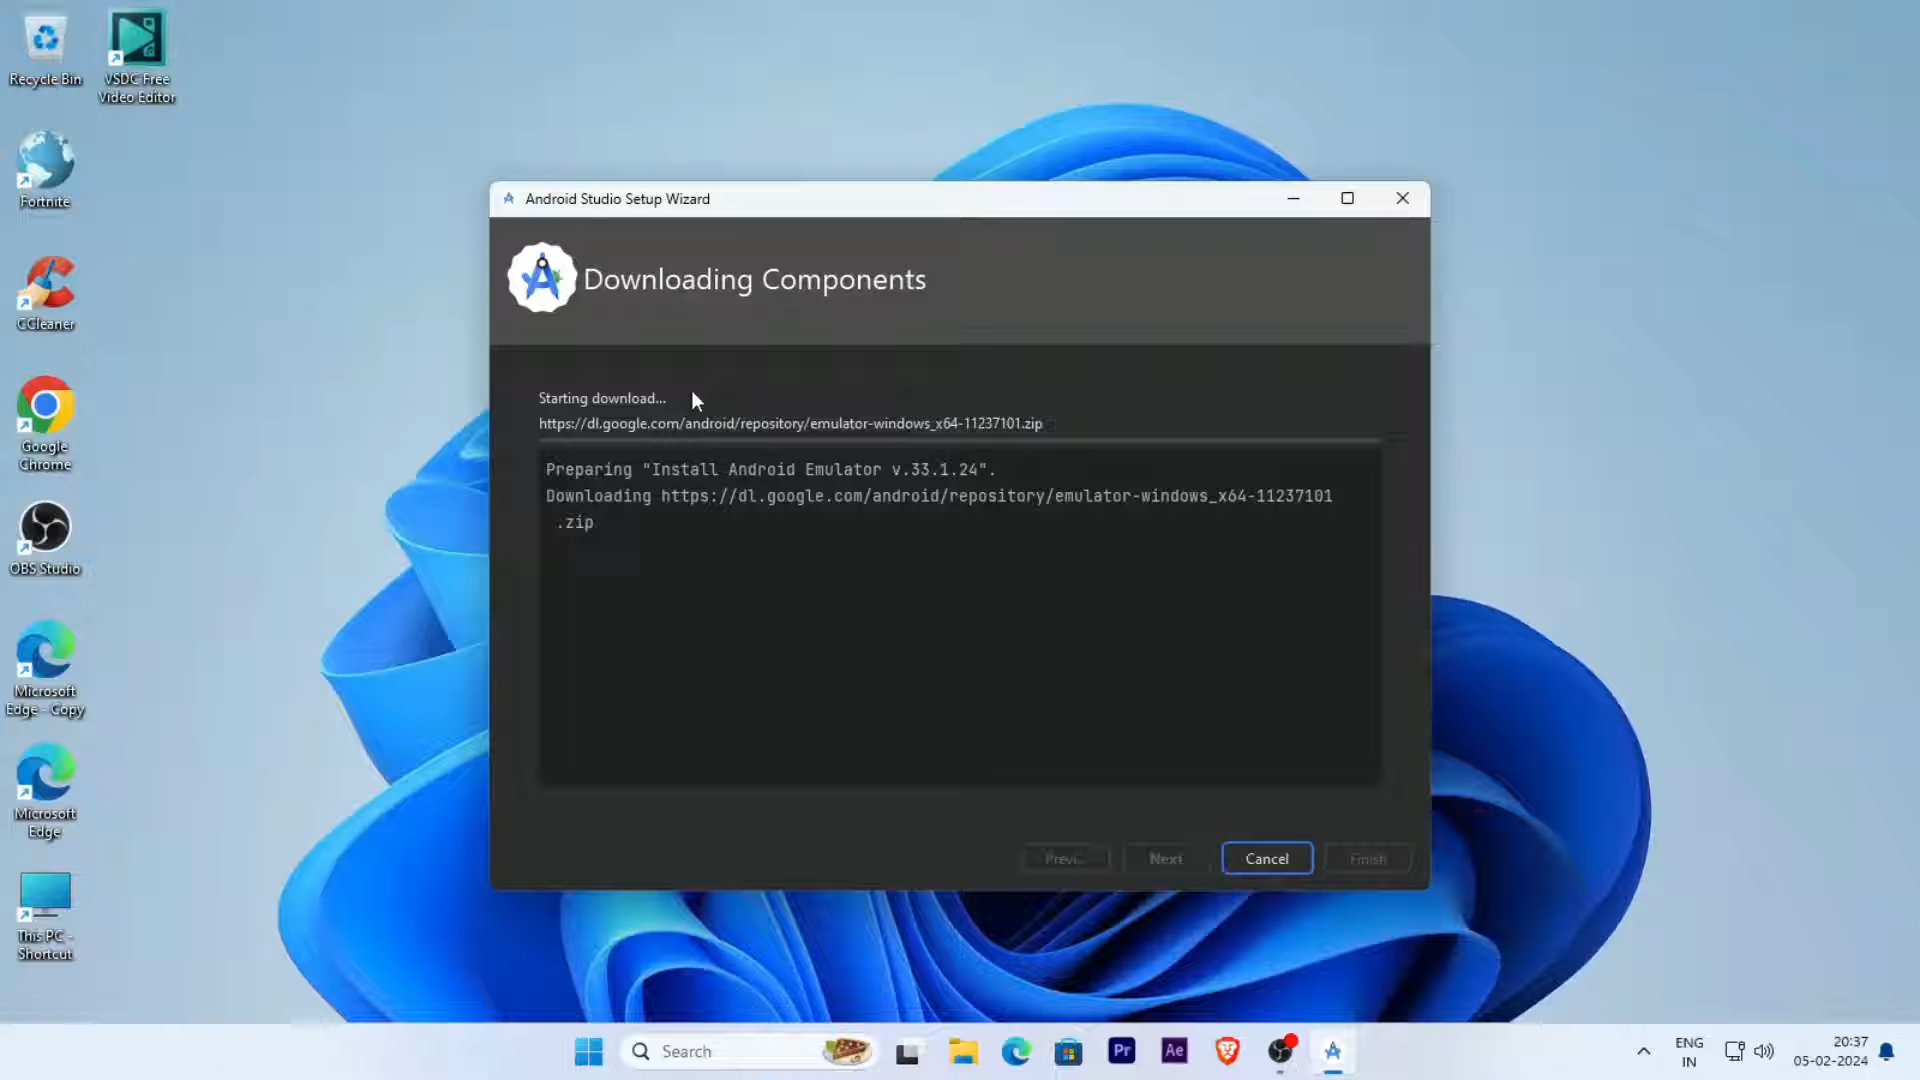 Recycle Bin
VSDC Free
Video Editor
Fortnite
CCleaner
Google
Chrome
OBS Studio
Microsoft
Edge - Copy
Microsoft
Edge
This PC -
Shortcut
Android Studio Setup Wizard
Downloading Components
Starting download...
https://dl.google.com/android/repository/emulator-windows_x64-11237101.zip
Preparing "Install Android Emulator v.33.1.24".
Downloading https://dl.google.com/android/repository/emulator-windows_x64-11237101
.zip
Previ...
Next
Cancel
Finish
Search
Pr
Ae
ENG
IN
20:37
05-02-2024